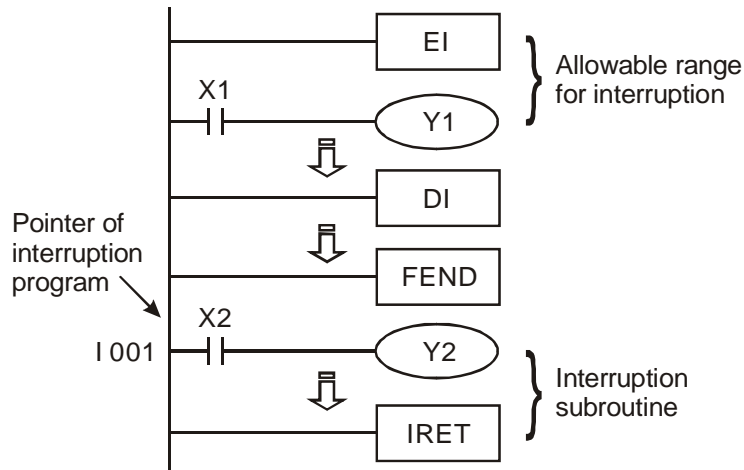 EI
Allowable range
for interruption
X1
Y1
DI
Pointer of
interruption
program
FEND
X2
I 001
Y2
Interruption
subroutine
IRET